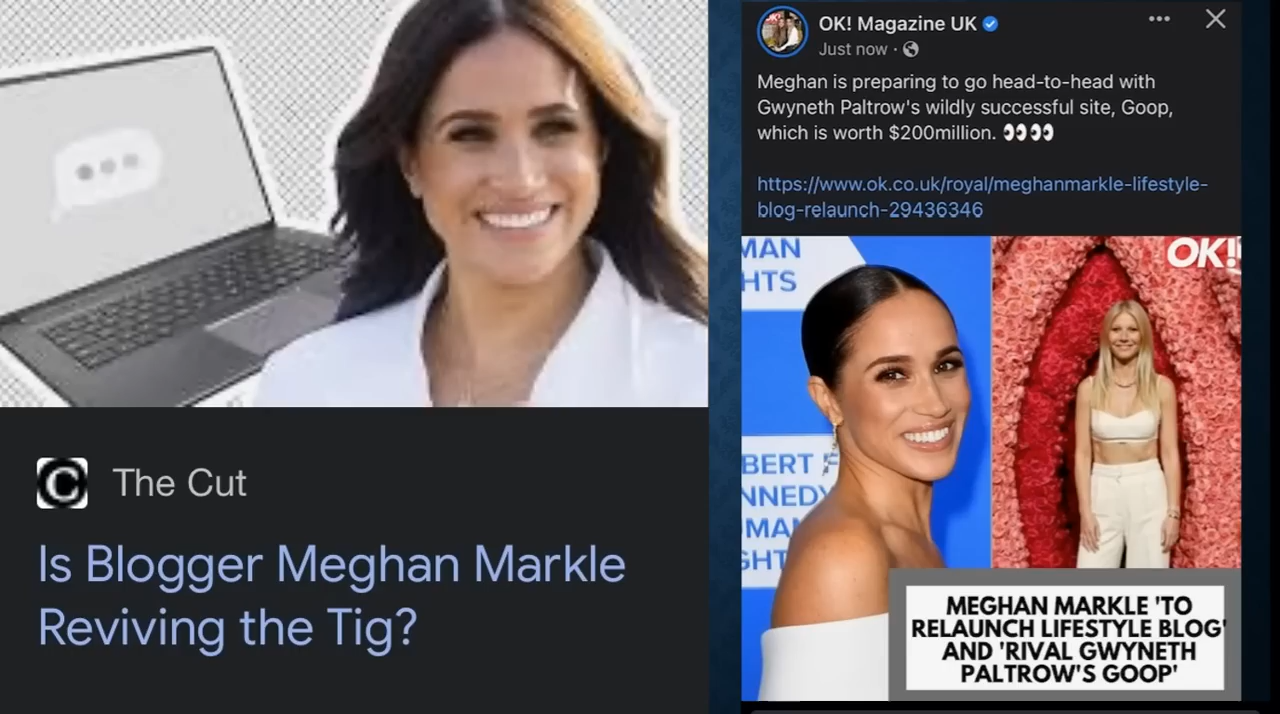 The Cut
Is Blogger Meghan Markle
Reviving the Tig?
OK! Magazine UK
Just now
Meghan is preparing to go head-to-head with
Gwyneth Paltrow's wildly successful site, Goop,
which is worth $200million. 👀👀
https://www.ok.co.uk/royal/meghanmarkle-lifestyle-
blog-relaunch-29436346
MAN
HTS
OK!
BERT F
NNEDY
MAN
GHT
MEGHAN MARKLE 'TO
RELAUNCH LIFESTYLE BLOG'
AND 'RIVAL GWYNETH
PALTROW'S GOOP'